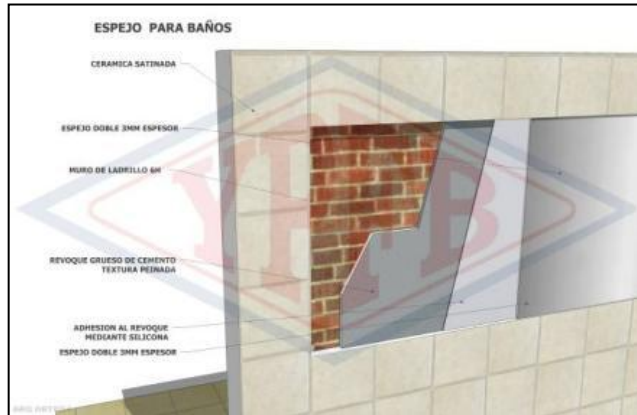 ESPEJO PARA BAÑOS
CERAMICA SATINADA
ESPEJO DOBLE 3MM ESPESOR
MURO DE LADRILLO 6H
REVOQUE GRUESO DE CEMENTO
TEXTURA PEINADA
ADHESION AL REVOQUE
MEDIANTE SILICONA
ESPEJO DOBLE 3MM ESPESOR
YPFB